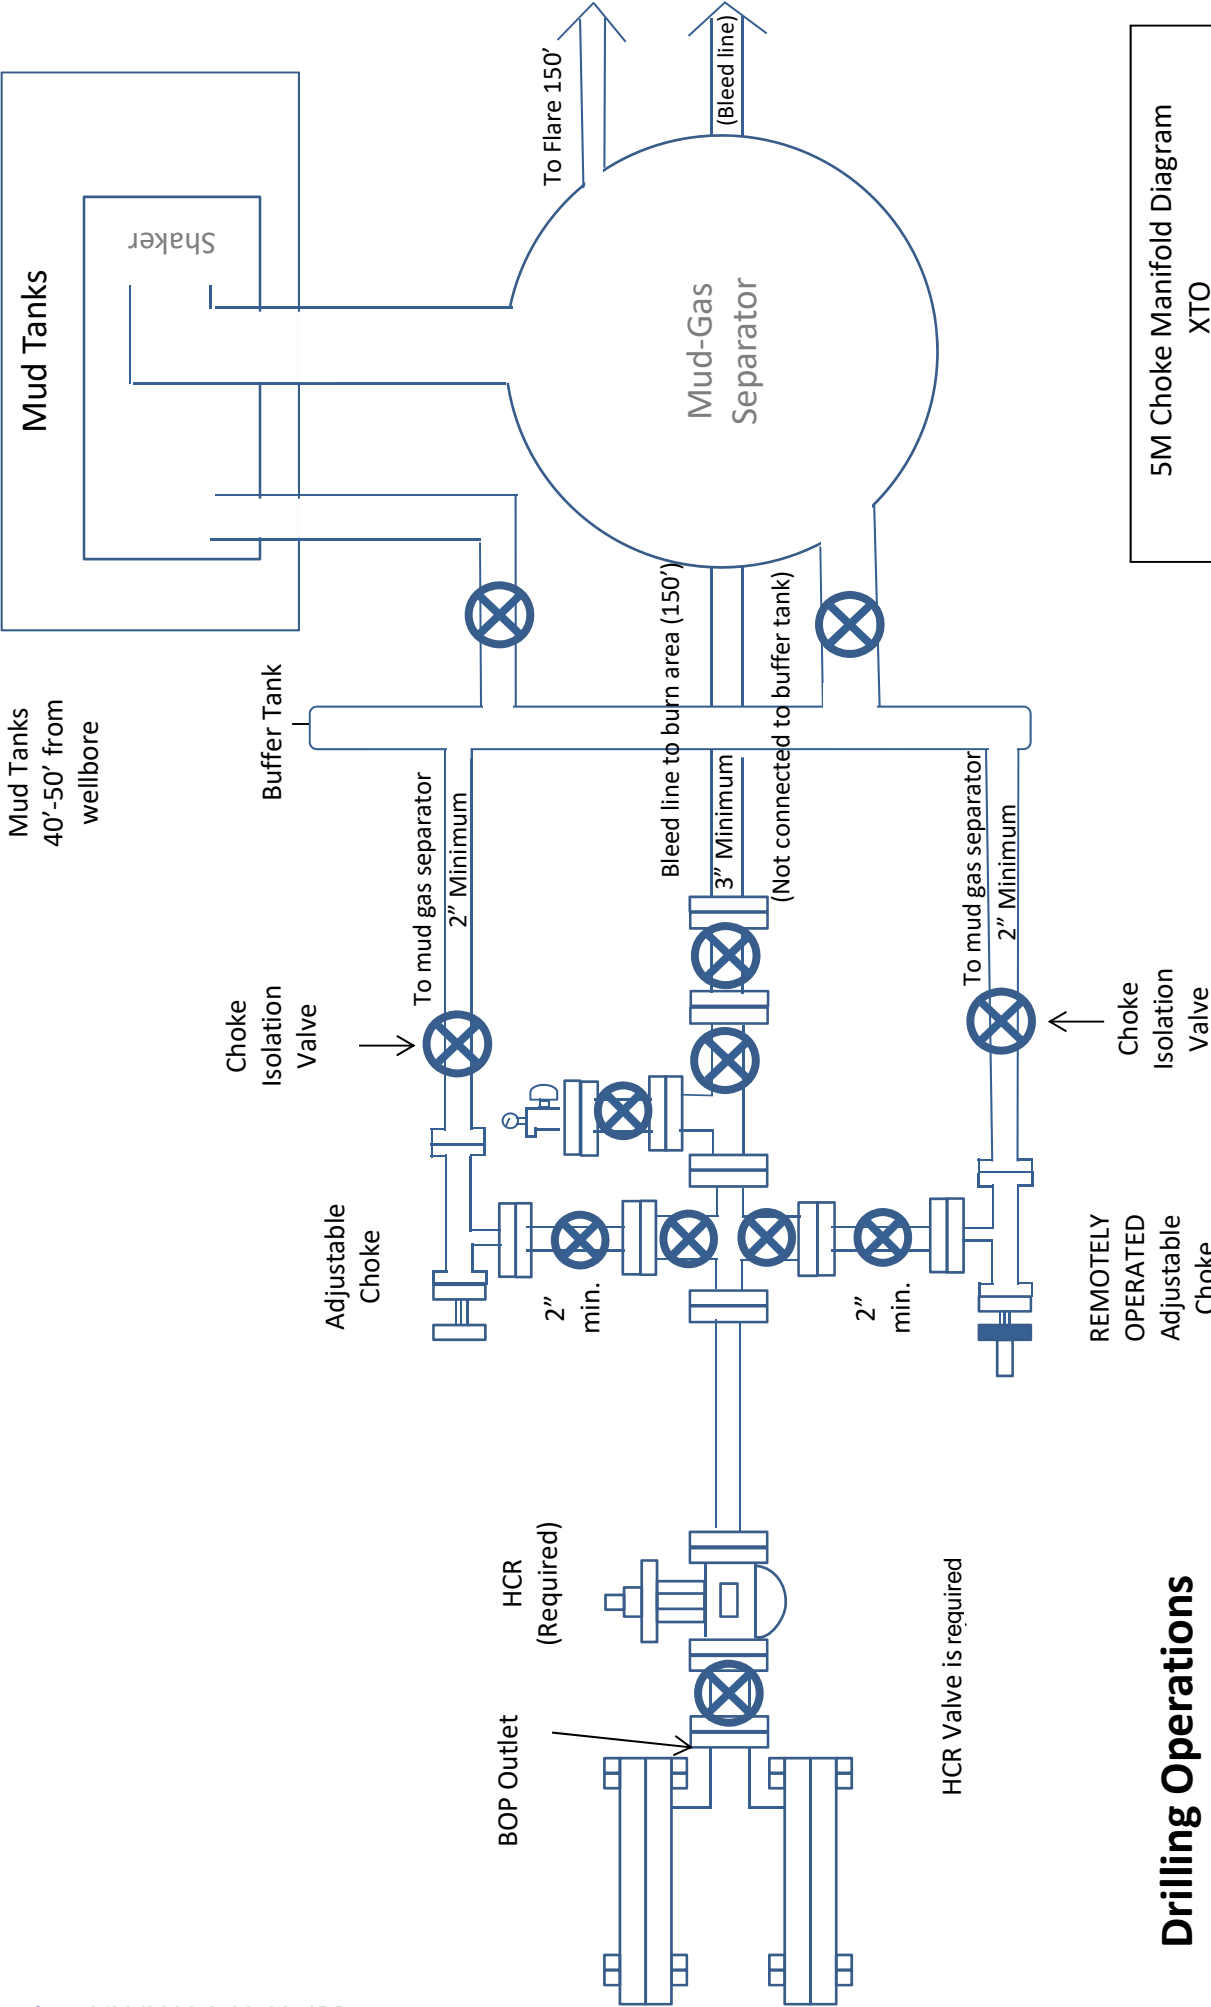 Mud Tanks
40’-50’ from
wellbore
Mud Tanks
Shaker
Buffer Tank
Choke
Isolation
Valve
Adjustable
Choke
To mud gas separator
2” Minimum
To Flare 150’
(Bleed line)
Mud-Gas
Separator
BOP Outlet
HCR
(Required)
2”
min.
Bleed line to burn area (150’)
3” Minimum
(Not connected to buffer tank)
2”
min.
HCR Valve is required
To mud gas separator
2” Minimum
REMOTELY
OPERATED
Adjustable
Choke
Choke
Isolation
Valve
Drilling Operations
5M Choke Manifold Diagram
XTO